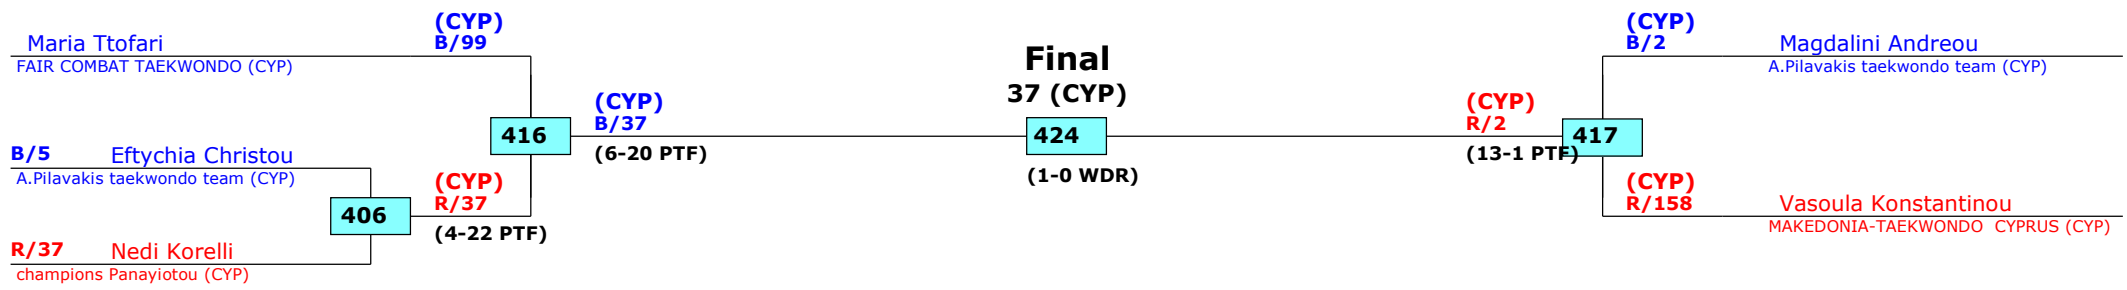 (CYP)
B/99
Maria Ttofari
FAIR COMBAT TAEKWONDO (CYP)
416
B/5 Eftychia Christou
A.Pilavakis taekwondo team (CYP)
406
R/37 Nedi Korelli
champions Panayiotou (CYP)
(CYP)
R/37
(4-22 PTF)
(CYP)
B/37
(6-20 PTF)
Final
37 (CYP)
424
(1-0 WDR)
(CYP)
R/2
(13-1 PTF)
417
(CYP)
B/2
Magdalini Andreou
A.Pilavakis taekwondo team (CYP)
(CYP)
R/158
Vasoula Konstantinou
MAKEDONIA-TAEKWONDO CYPRUS (CYP)